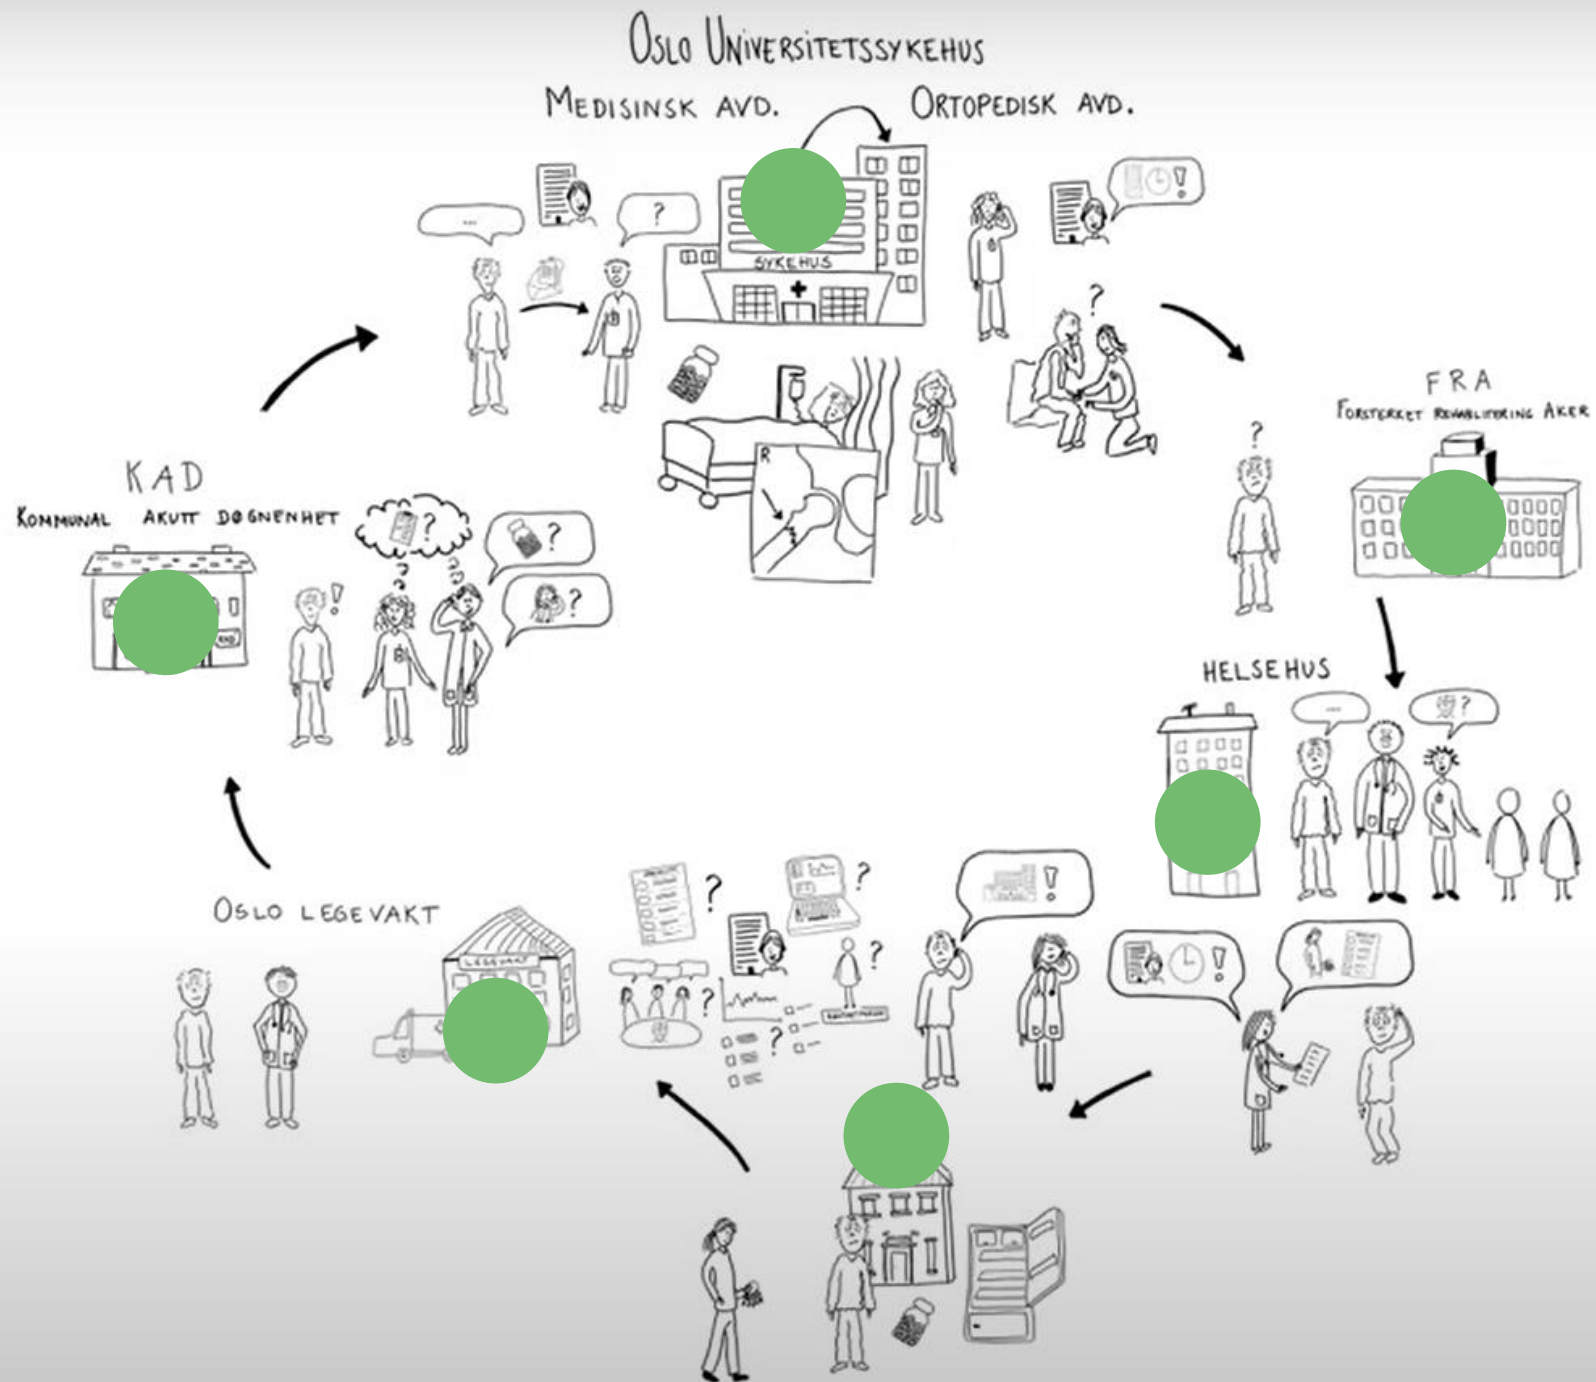 OSLO UNIVERSITETSSYKEHUS
MEDISINSK AVD.
ORTOPEDISK AVD.
...
?
!
SYKEHUS
?
R
FRA
FORSTERKET REHABILITERING AKER
?
KAD
KOMMUNAL AKUTT DØGNENHET
!
?
?
?
KAD
HELSEHUS
...
?
OSLO LEGEVAKT
LEGEVAKT
?
?
?
?
?
!
!